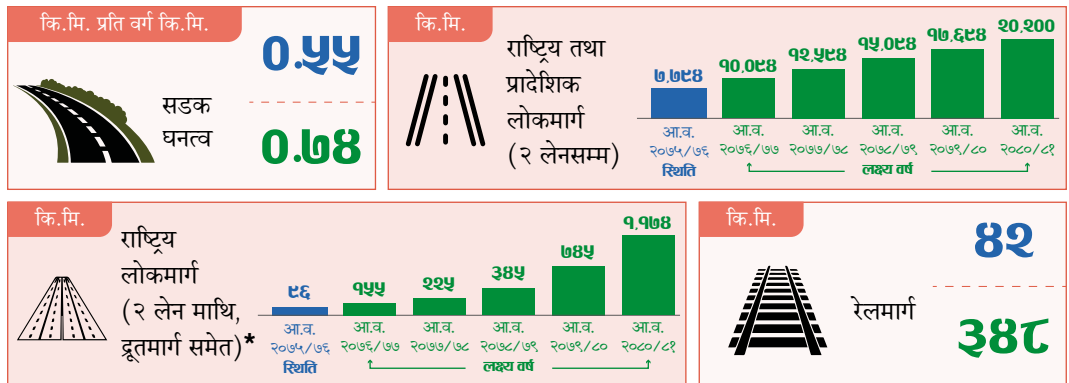 कि.मि. प्रति वर्ग कि.मि.
सडक
घनत्व
०.५५
०.७४
कि.मि.
राष्ट्रिय तथा
प्रादेशिक
लोकमार्ग
(२ लेनसम्म)
७,७९४ १०,०९४ १२,५९४ १५,०९४ १७,६९४ २०,२००
आ.व. आ.व. आ.व. आ.व. आ.व. आ.व.
२०७५/७६ २०७६/७७ २०७७/७८ २०७८/७९ २०७९/८० २०८०/८१
स्थिति लक्ष्य वर्ष
कि.मि.
राष्ट्रिय
लोकमार्ग
(२ लेन माथि,
द्रूतमार्ग समेत)*
९६ १५५ २२५ ३४५ ७४५ १,१७४
आ.व. आ.व. आ.व. आ.व. आ.व. आ.व.
२०७५/७६ २०७६/७७ २०७७/७८ २०७८/७९ २०७९/८० २०८०/८१
स्थिति लक्ष्य वर्ष
कि.मि.
रेलमार्ग
४२
३४८